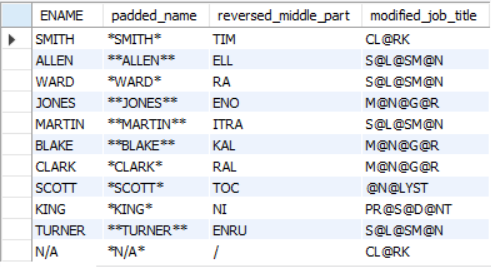 ENAME padded_name reversed_middle_part modified_job_title
SMITH *SMITH* TIM CL@RK
ALLEN **ALLEN** ELL S@L@SM@N
WARD *WARD* RA S@L@SM@N
JONES **JONES** ENO M@N@G@R
MARTIN **MARTIN** ITRA S@L@SM@N
BLAKE **BLAKE** KAL M@N@G@R
CLARK *CLARK* RAL M@N@G@R
SCOTT *SCOTT* TOC @N@LYST
KING *KING* NI PR@S@D@NT
TURNER **TURNER** ENRU S@L@SM@N
N/A *N/A* / CL@RK